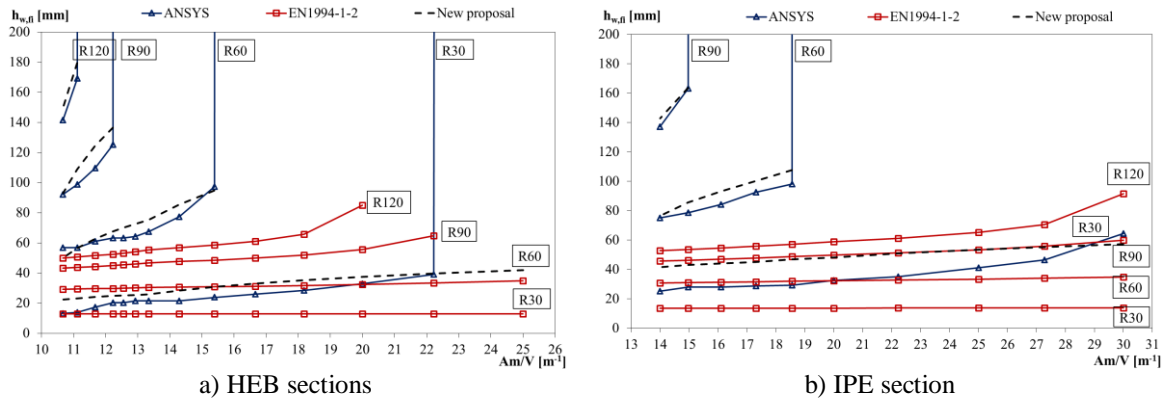 h_w,fi [mm] ANSYS EN1994-1-2 New proposal
200
180
160
140
120
100
80
60
40
20
0
R120 R90 R60 R30
R120
R90
R60
R30
10 11 12 13 14 15 16 17 18 19 20 21 22 23 24 25 26
Am/V [m⁻¹]
a) HEB sections
h_w,fi [mm] ANSYS EN1994-1-2 New proposal
200
180
160
140
120
100
80
60
40
20
0
R90 R60
R120
R30
R90
R60
R30
13 14 15 16 17 18 19 20 21 22 23 24 25 26 27 28 29 30 31
Am/V [m⁻¹]
b) IPE section